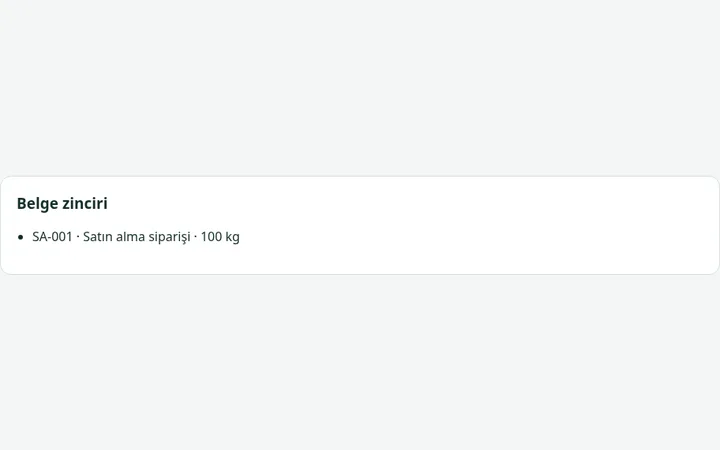 Belge zinciri
• SA-001 · Satın alma siparişi · 100 kg